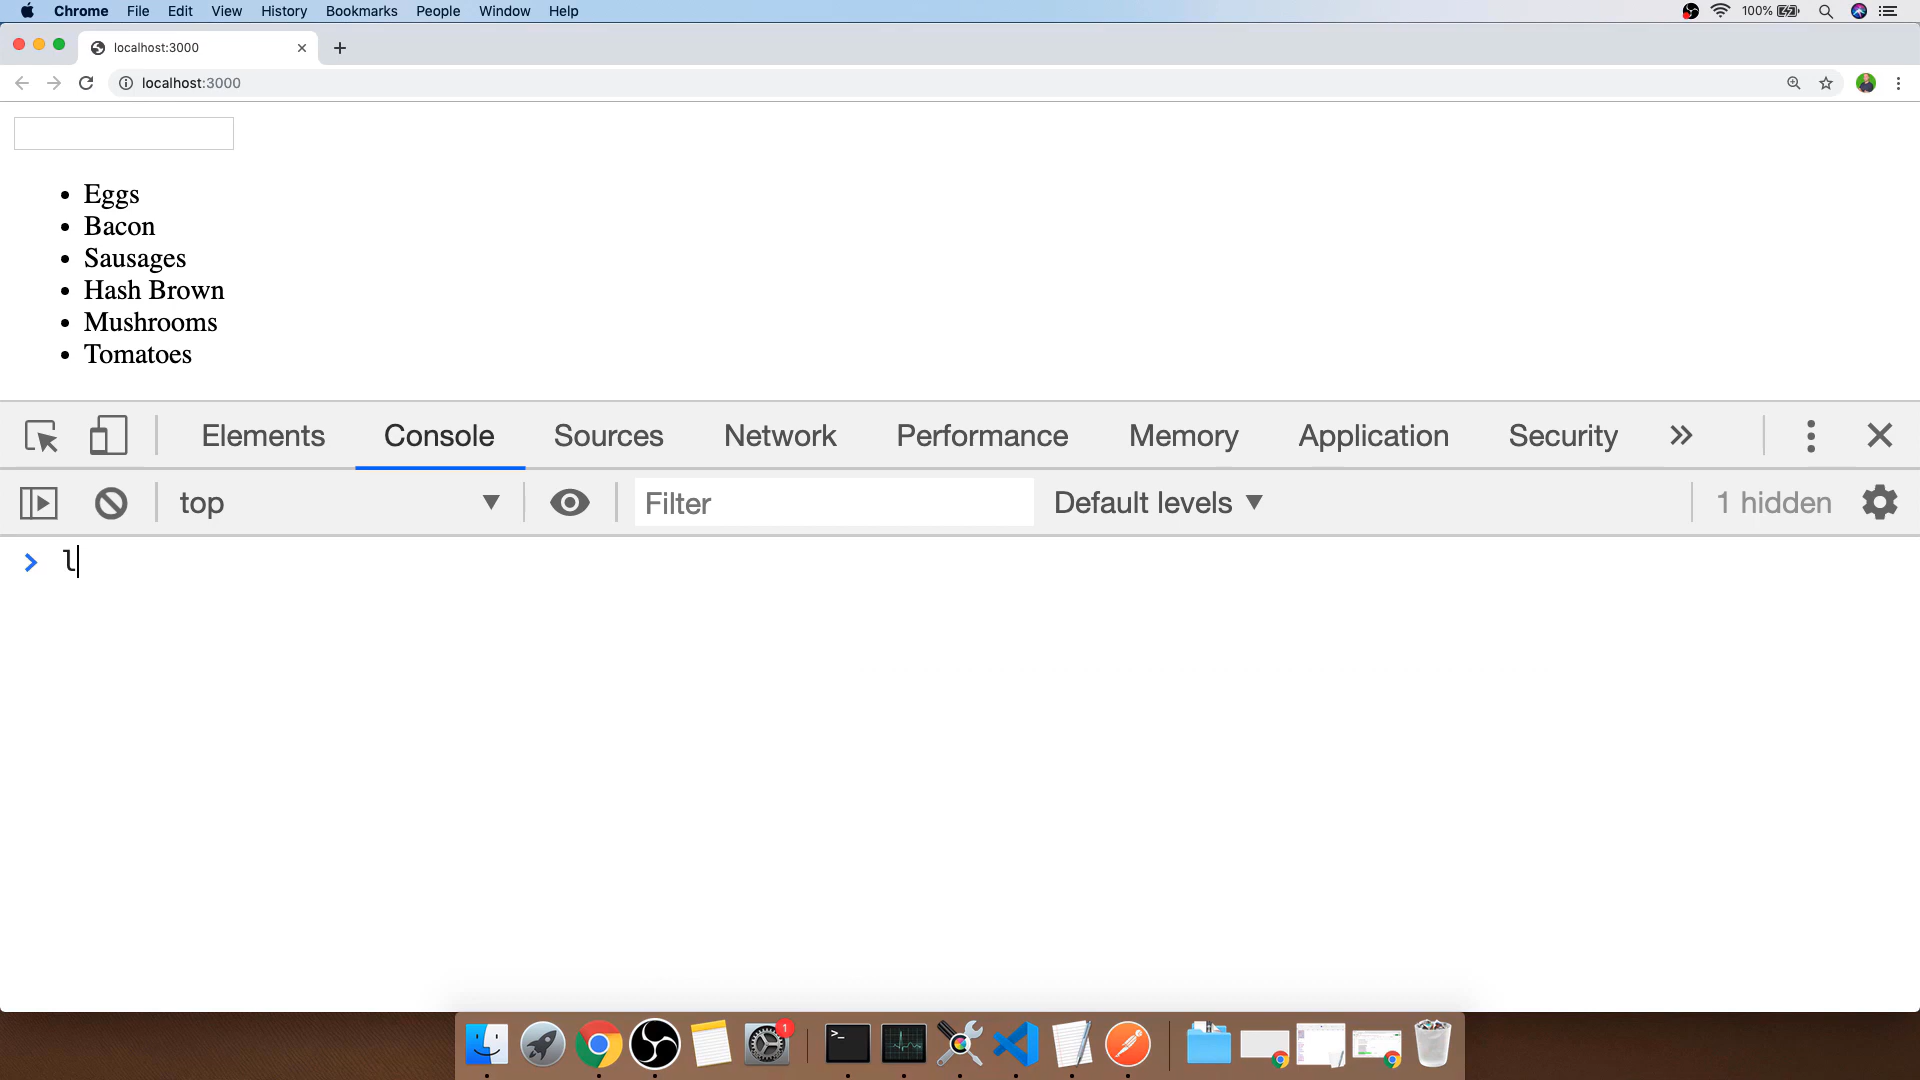 Chrome File Edit View History Bookmarks People Window Help 100%
localhost:3000
localhost:3000
Eggs
Bacon
Sausages
Hash Brown
Mushrooms
Tomatoes
Elements Console Sources Network Performance Memory Application Security
top Filter Default levels 1 hidden
> l
1
>_